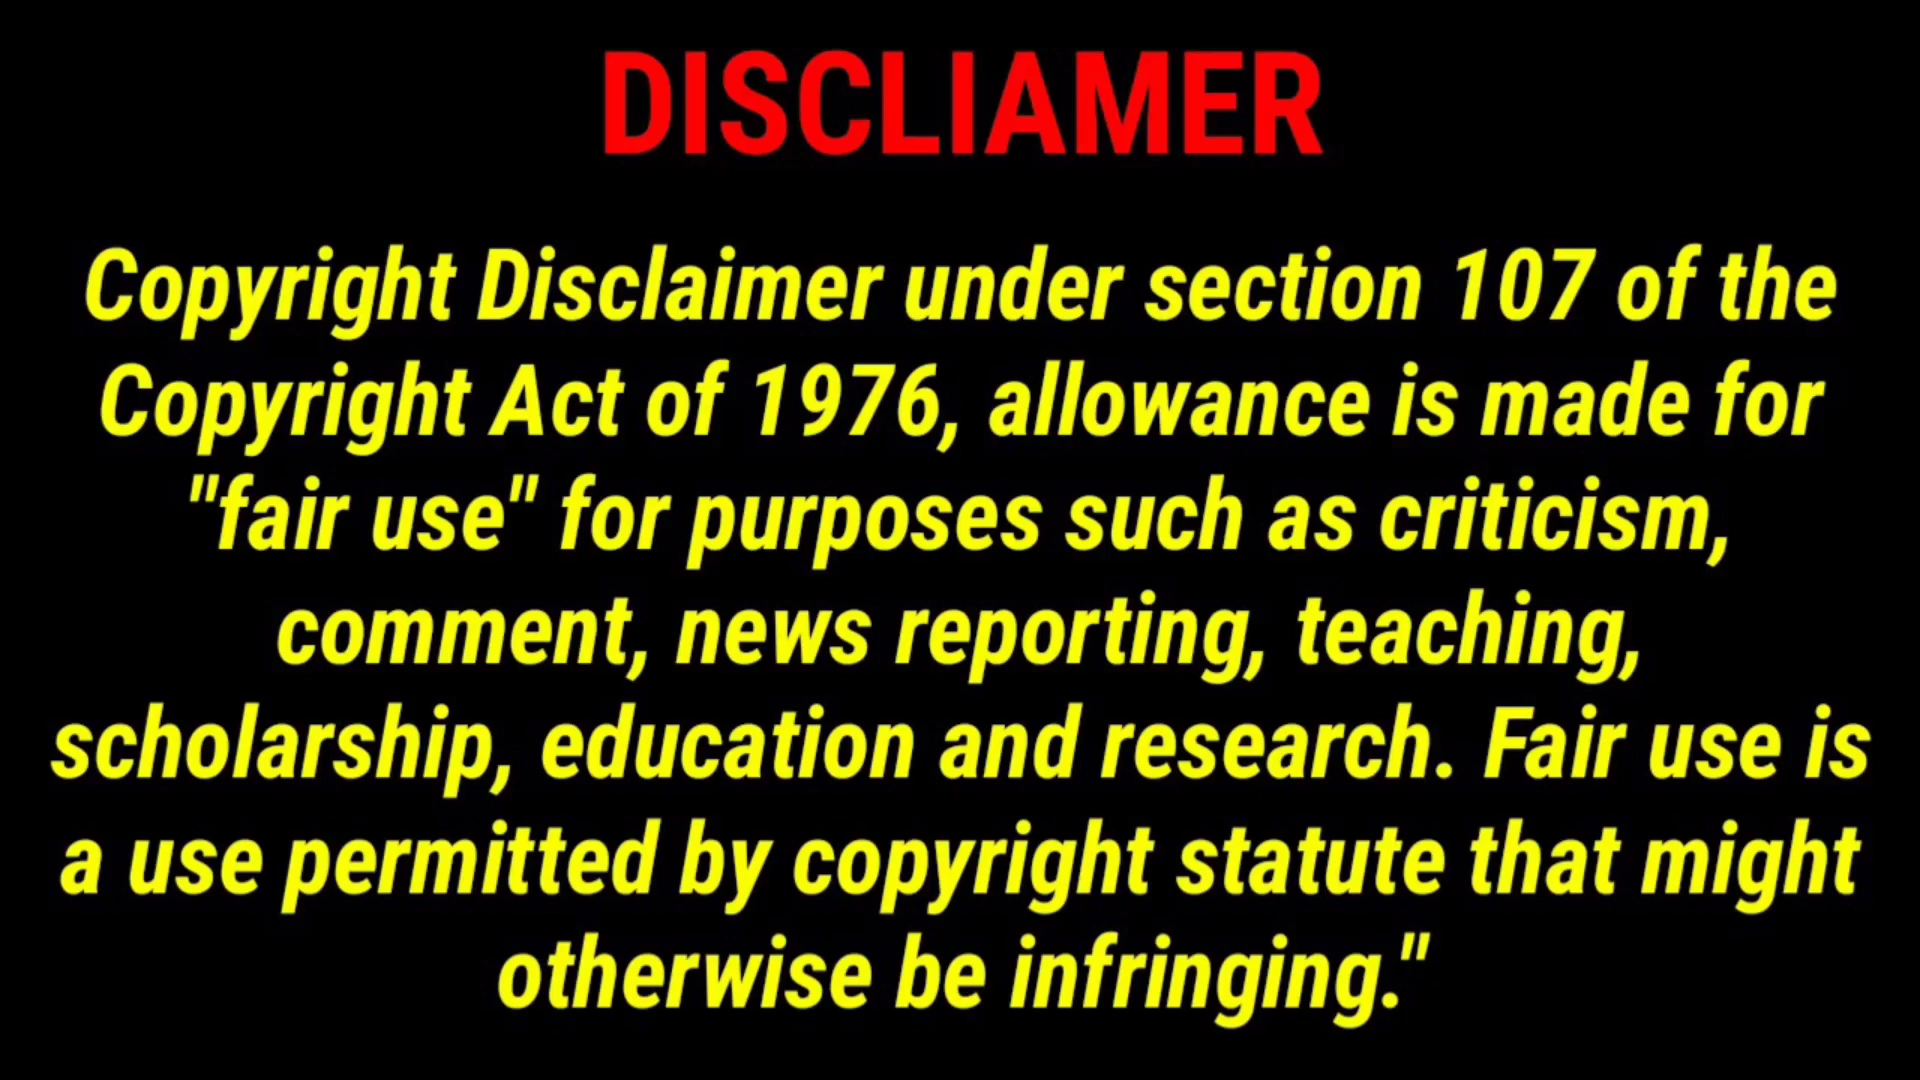 DISCLIAMER
Copyright Disclaimer under section 107 of the
Copyright Act of 1976, allowance is made for
"fair use" for purposes such as criticism,
comment, news reporting, teaching,
scholarship, education and research. Fair use is
a use permitted by copyright statute that might
otherwise be infringing."